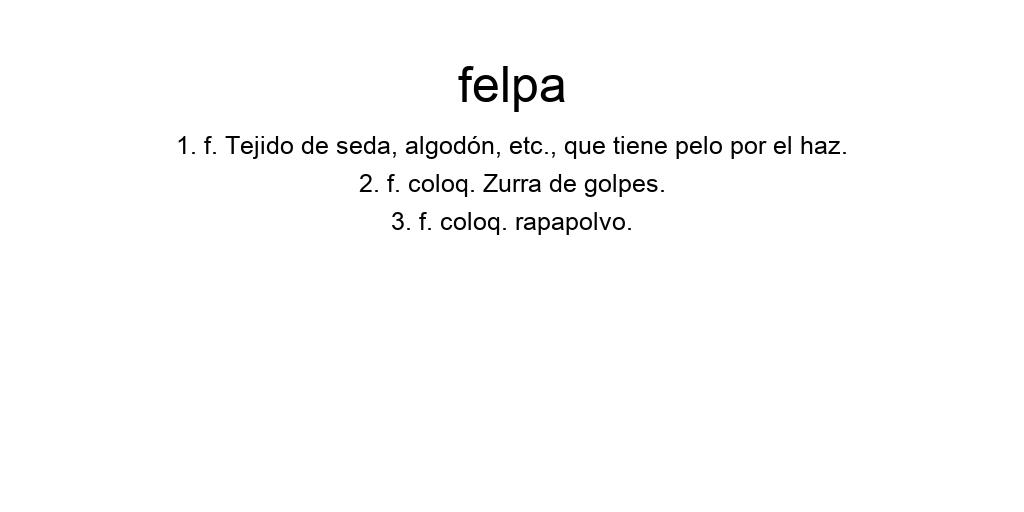 felpa
1. f. Tejido de seda, algodón, etc., que tiene pelo por el haz.
2. f. coloq. Zurra de golpes.
3. f. coloq. rapapolvo.